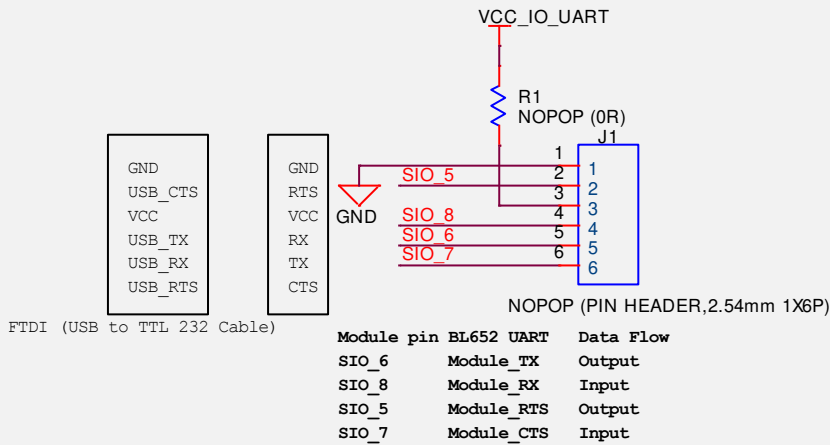 VCC_IO_UART
R1
NOPOP (0R)
J1
GND
USB_CTS
VCC
USB_TX
USB_RX
USB_RTS
GND
RTS
VCC
RX
TX
CTS
GND
SIO_5
SIO_8
SIO_6
SIO_7
1
2
3
4
5
6
1
2
3
4
5
6
NOPOP (PIN HEADER,2.54mm 1X6P)
FTDI (USB to TTL 232 Cable)
Module pin BL652 UART Data Flow
SIO_6 Module_TX Output
SIO_8 Module_RX Input
SIO_5 Module_RTS Output
SIO_7 Module_CTS Input